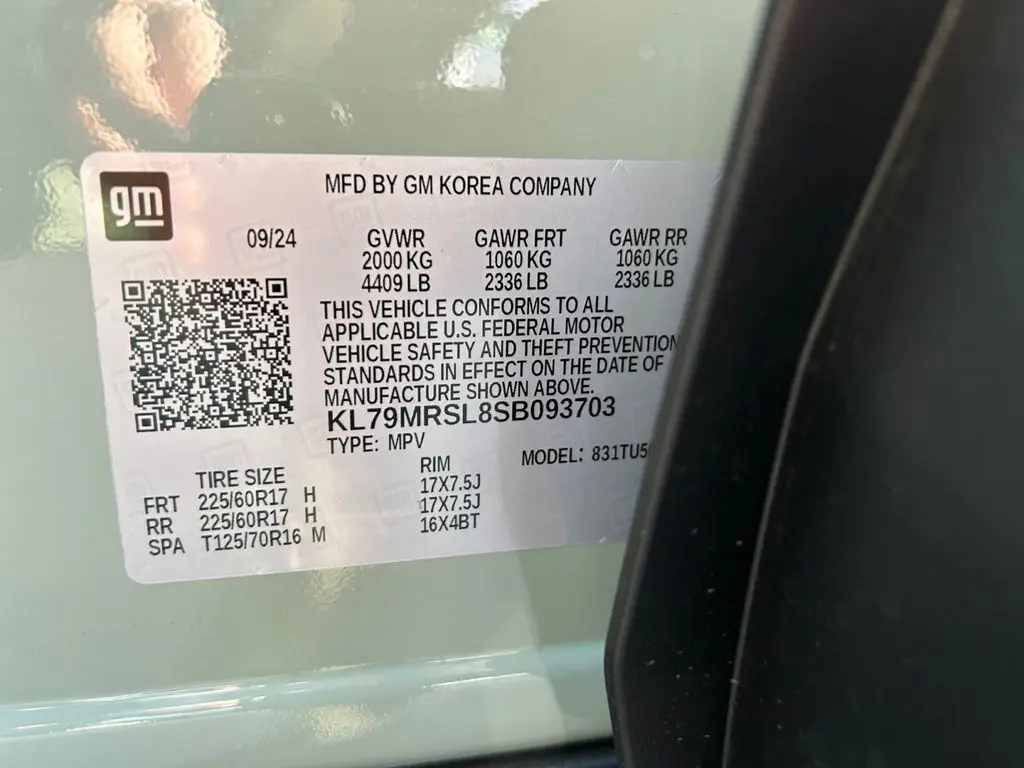 gm
MFD BY GM KOREA COMPANY
09/24 GVWR GAWR FRT GAWR RR
2000 KG 1060 KG 1060 KG
4409 LB 2336 LB 2336 LB
THIS VEHICLE CONFORMS TO ALL
APPLICABLE U.S. FEDERAL MOTOR
VEHICLE SAFETY AND THEFT PREVENTION
STANDARDS IN EFFECT ON THE DATE OF
MANUFACTURE SHOWN ABOVE.
KL79MRSL8SB093703
TYPE: MPV MODEL:
TIRE SIZE RIM
FRT 225/60R17 H 17X7.5J
RR 225/60R17 H 17X7.5J
SPA T125/70R16 M 16X4BT